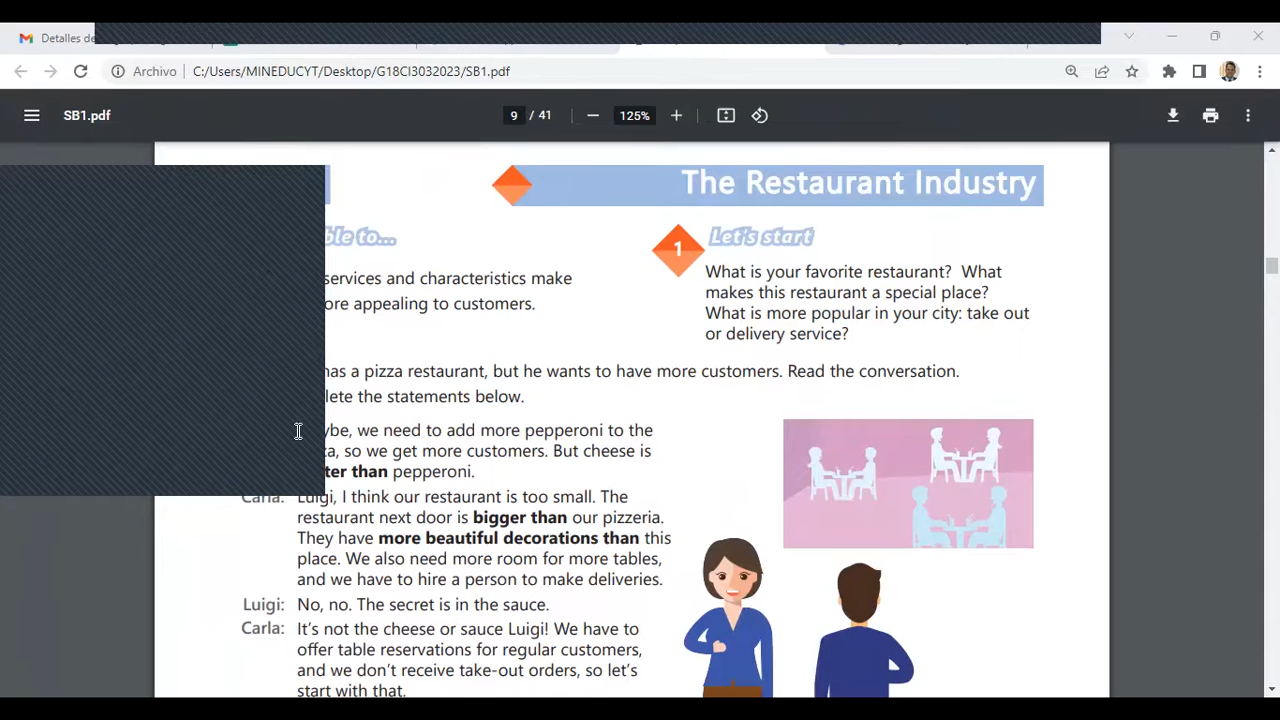 Detalles de
Archivo C:/Users/MINEDUCYT/Desktop/G18CI3032023/SB1.pdf
SB1.pdf 9 / 41 125%
The Restaurant Industry
ble to...
1 Let's start
services and characteristics make
ore appealing to customers.
What is your favorite restaurant? What
makes this restaurant a special place?
What is more popular in your city: take out
or delivery service?
has a pizza restaurant, but he wants to have more customers. Read the conversation.
lete the statements below.
ybe, we need to add more pepperoni to the
za, so we get more customers. But cheese is
ter than pepperoni.
Carla: Luigi, I think our restaurant is too small. The
restaurant next door is bigger than our pizzeria.
They have more beautiful decorations than this
place. We also need more room for more tables,
and we have to hire a person to make deliveries.
Luigi: No, no. The secret is in the sauce.
Carla: It's not the cheese or sauce Luigi! We have to
offer table reservations for regular customers,
and we don't receive take-out orders, so let's
start with that.